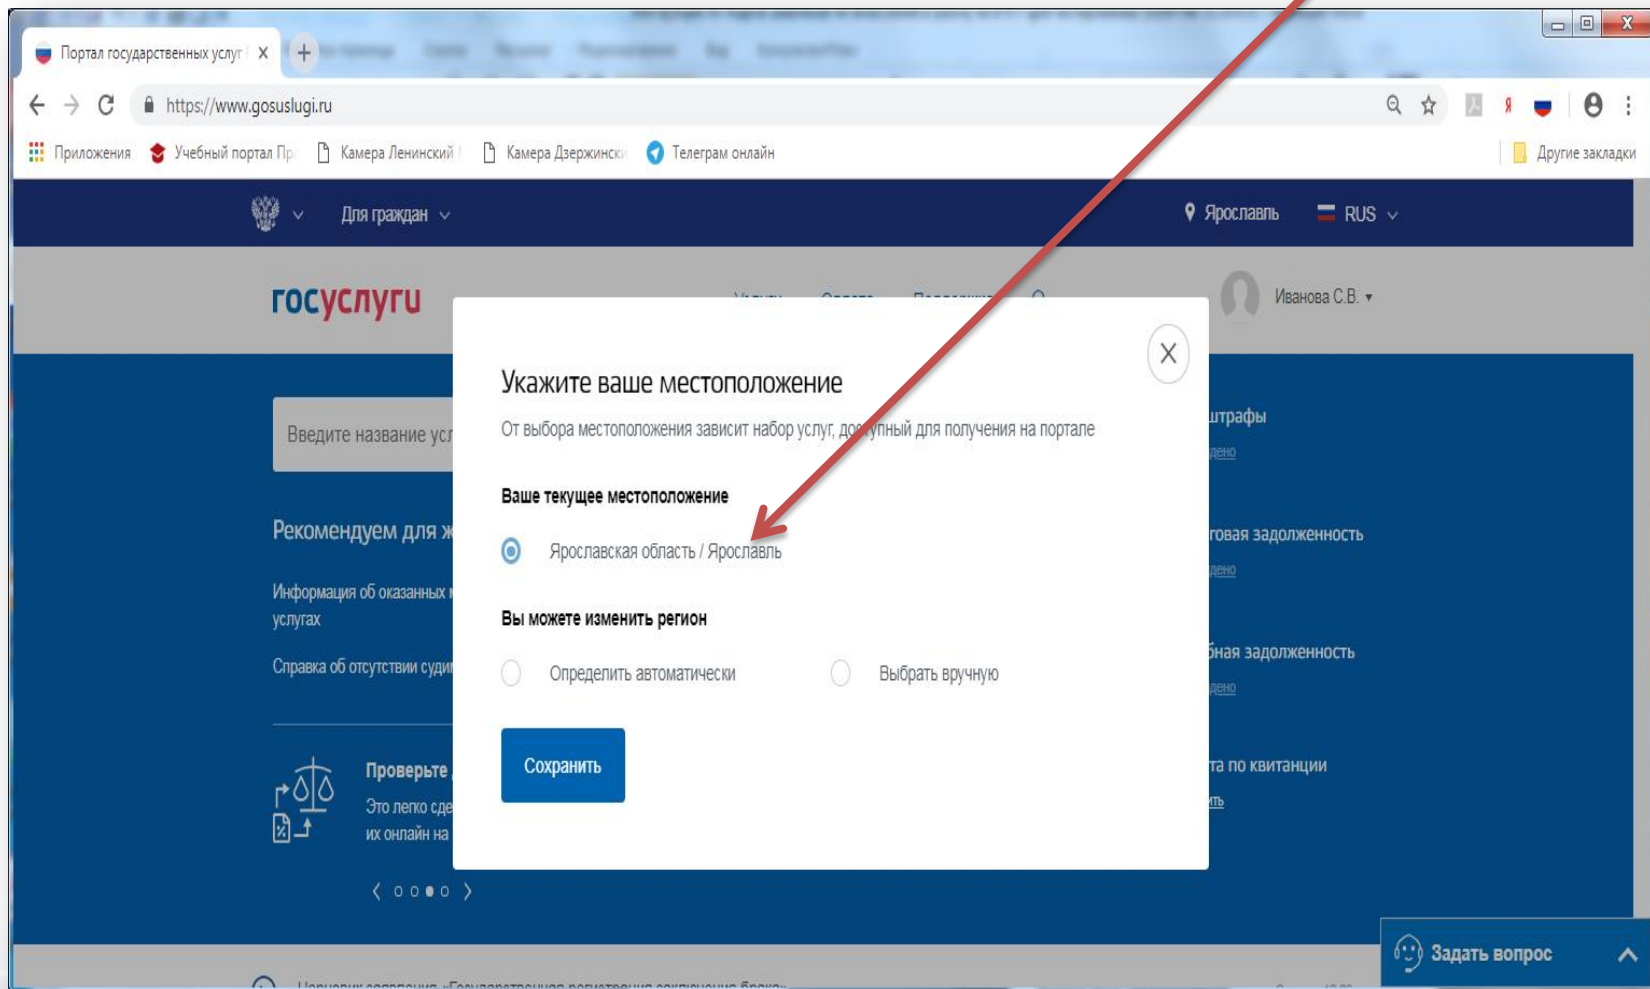 Портал государственных услуг
https://www.gosuslugi.ru
Приложения
Учебный портал Пр
Камера Ленинский
Камера Дзержински
Телеграм онлайн
Другие закладки
Для граждан
Ярославль
RUS
госуслуги
Иванова С.В.
Укажите ваше местоположение
От выбора местоположения зависит набор услуг, доступный для получения на портале
Ваше текущее местоположение
Ярославская область / Ярославль
Вы можете изменить регион
Определить автоматически
Выбрать вручную
Сохранить
Введите название усл
Рекомендуем для ж
Информация об оказанных
услугах
Справка об отсутствии суди
Проверьте
Это легко сде
их онлайн на
штрафы
дено
говая задолженность
дено
бная задолженность
дено
та по квитанции
ить
Задать вопрос